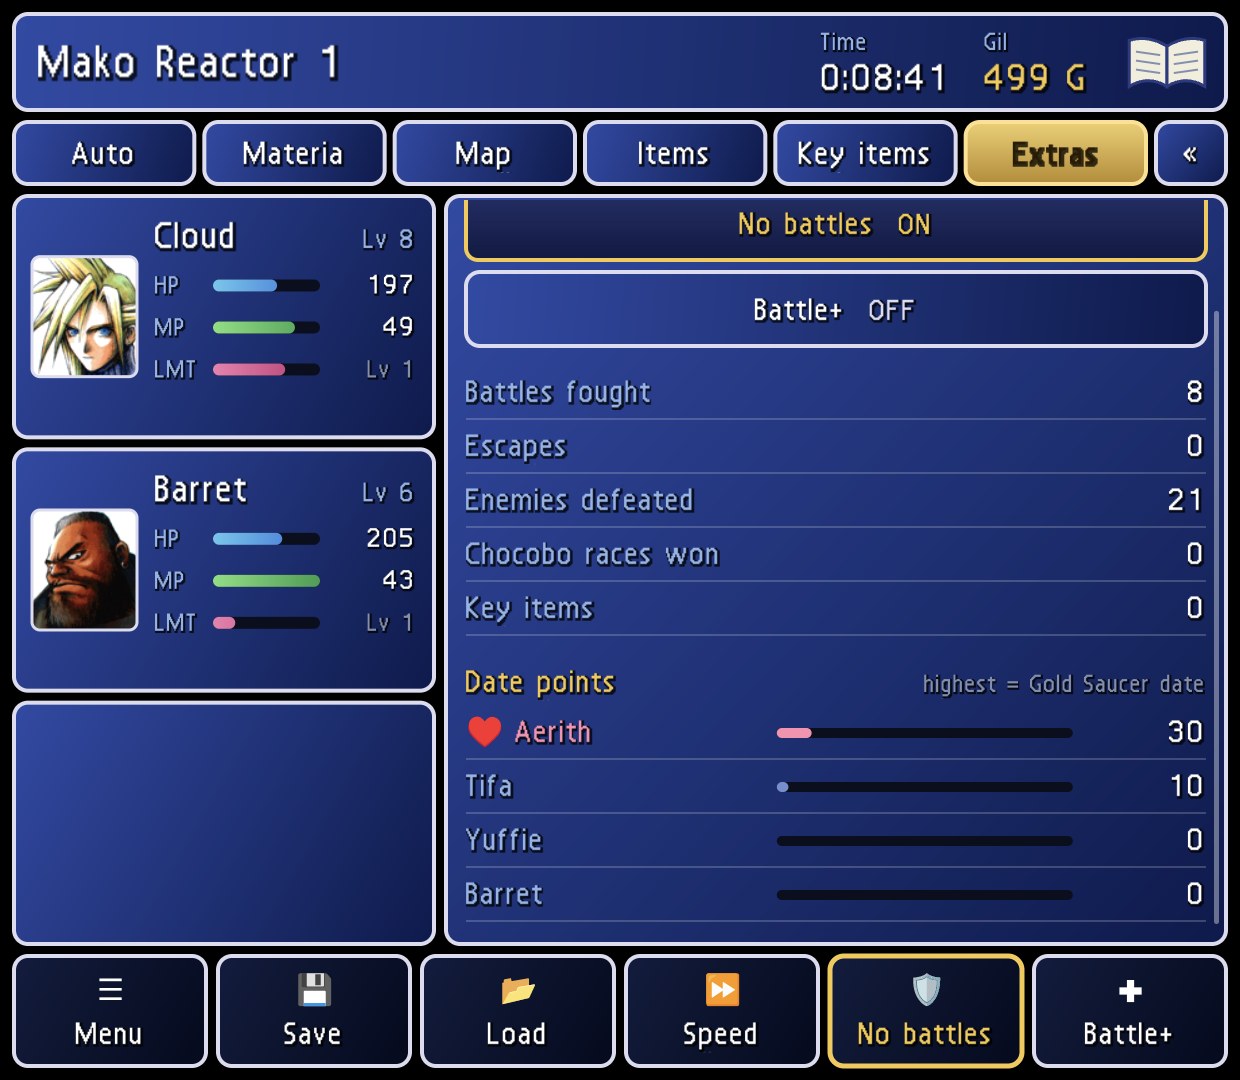 Mako Reactor 1
Time
0:08:41
Gil
499 G
Auto
Materia
Map
Items
Key items
Extras
«
Cloud
Lv 8
HP
197
MP
49
LMT
Lv 1
Barret
Lv 6
HP
205
MP
43
LMT
Lv 1
No battles ON
Battle+ OFF
Battles fought 8
Escapes 0
Enemies defeated 21
Chocobo races won 0
Key items 0
Date points highest = Gold Saucer date
Aerith 30
Tifa 10
Yuffie 0
Barret 0
Menu
Save
Load
Speed
No battles
Battle+